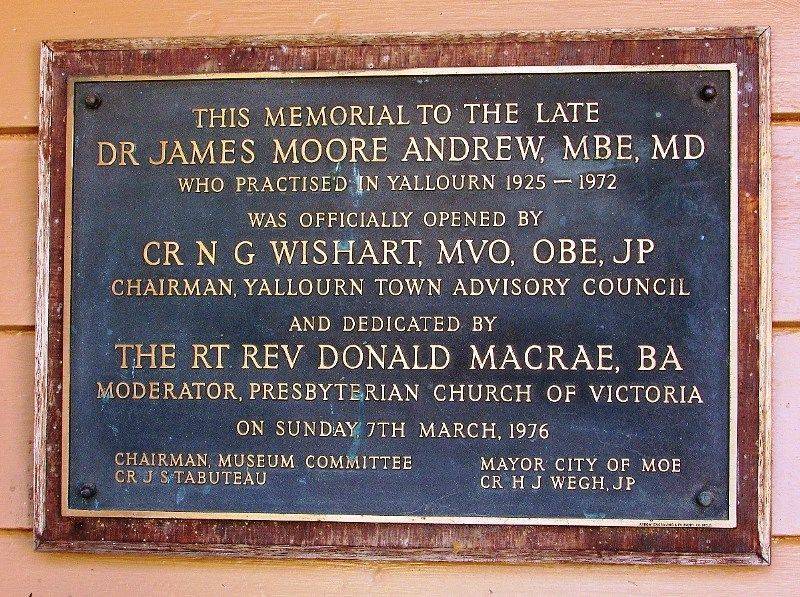 THIS MEMORIAL TO THE LATE
DR JAMES MOORE ANDREW, MBE, MD
WHO PRACTISED IN YALLOURN 1925 — 1972
WAS OFFICIALLY OPENED BY
CR N G WISHART, MVO, OBE, JP
CHAIRMAN, YALLOURN TOWN ADVISORY COUNCIL
AND DEDICATED BY
THE RT REV DONALD MACRAE, BA
MODERATOR, PRESBYTERIAN CHURCH OF VICTORIA
ON SUNDAY 7TH MARCH, 1976
CHAIRMAN, MUSEUM COMMITTEE
CR J S TABUTEAU
MAYOR CITY OF MOE
CR H J WEGH, JP